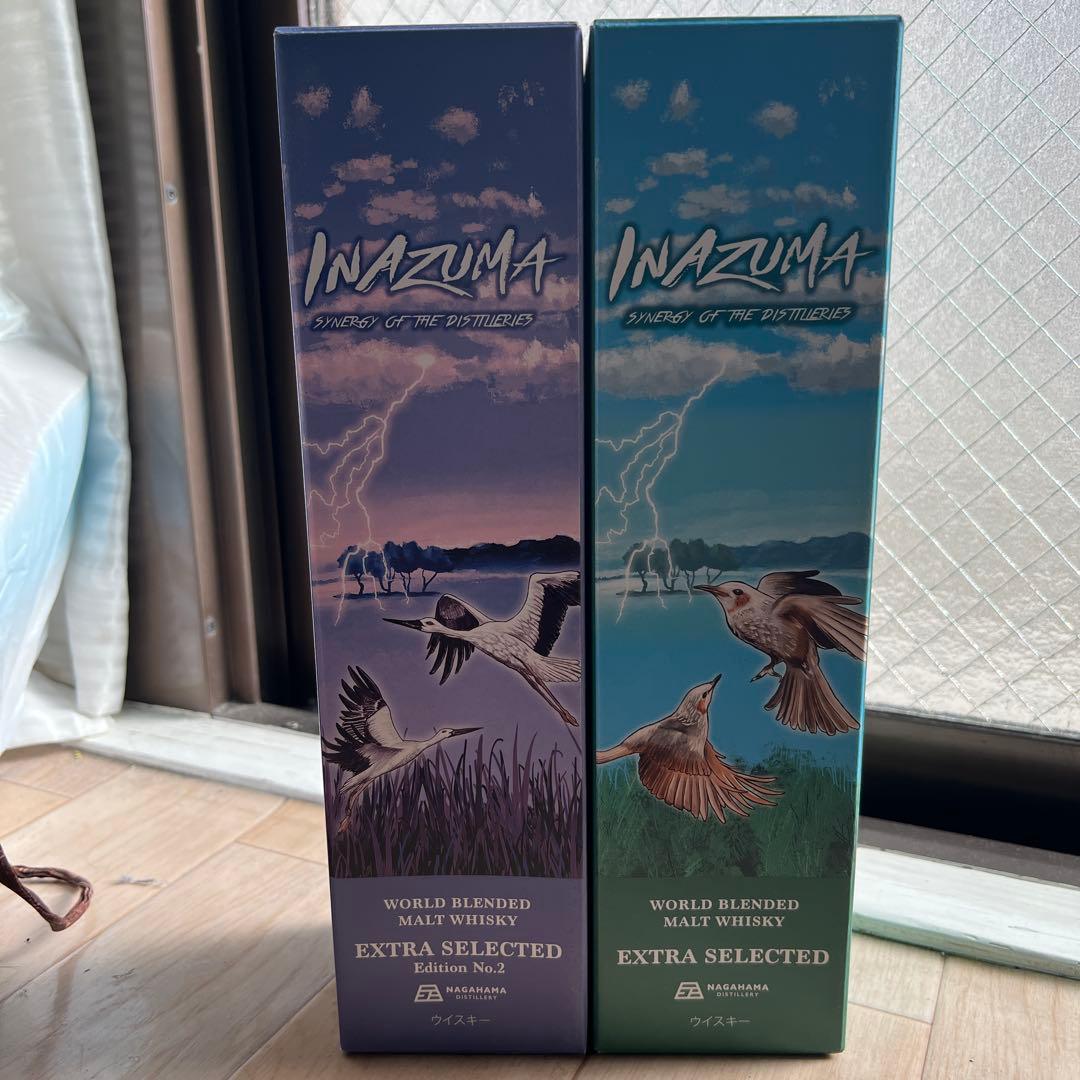 INAZUMA
SYNERGY OF THE DISTILLERIES
WORLD BLENDED
MALT WHISKY
EXTRA SELECTED
Edition No.2
NAGAHAMA
DISTILLERY
ウイスキー
INAZUMA
SYNERGY OF THE DISTILLERIES
WORLD BLENDED
MALT WHISKY
EXTRA SELECTED
NAGAHAMA
DISTILLERY
ウイスキー